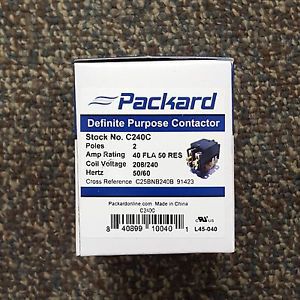 Packard
Definite Purpose Contactor
Stock No. C240C
Poles 2
Amp Rating 40 FLA 50 RES
Coil Voltage 208/240
Hertz 50/60
Cross Reference C25BNB240B 91423
Packardonline.com Made in China
C240C
8 40899 10040 1
c UL US
L45-040